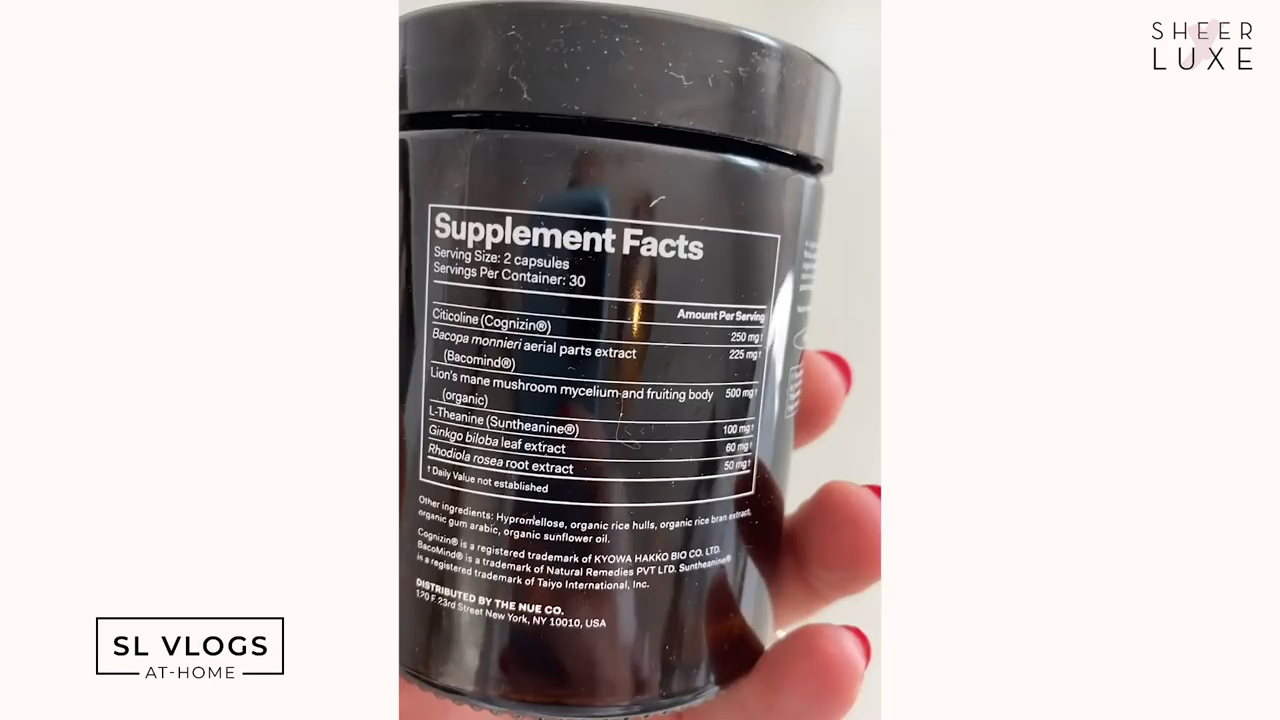 SHEER
LUXE
Supplement Facts
Serving Size: 2 capsules
Servings Per Container: 30
Amount Per Serving
Citicoline (Cognizin®) 250 mg†
Bacopa monnieri aerial parts extract 225 mg†
(Bacomind®)
Lion's mane mushroom mycelium and fruiting body 500 mg†
(organic)
L-Theanine (Suntheanine®) 100 mg†
Ginkgo biloba leaf extract 60 mg†
Rhodiola rosea root extract 50 mg†
† Daily Value not established
Other ingredients: Hypromellose, organic rice hulls, organic rice bran extract,
organic gum arabic, organic sunflower oil.
Cognizin® is a registered trademark of KYOWA HAKKO BIO CO. LTD.
BacoMind® is a trademark of Natural Remedies PVT LTD. Suntheanine®
is a registered trademark of Taiyo International, Inc.
DISTRIBUTED BY THE NUE CO.
120 E 23rd Street New York, NY 10010, USA
SL VLOGS
AT-HOME